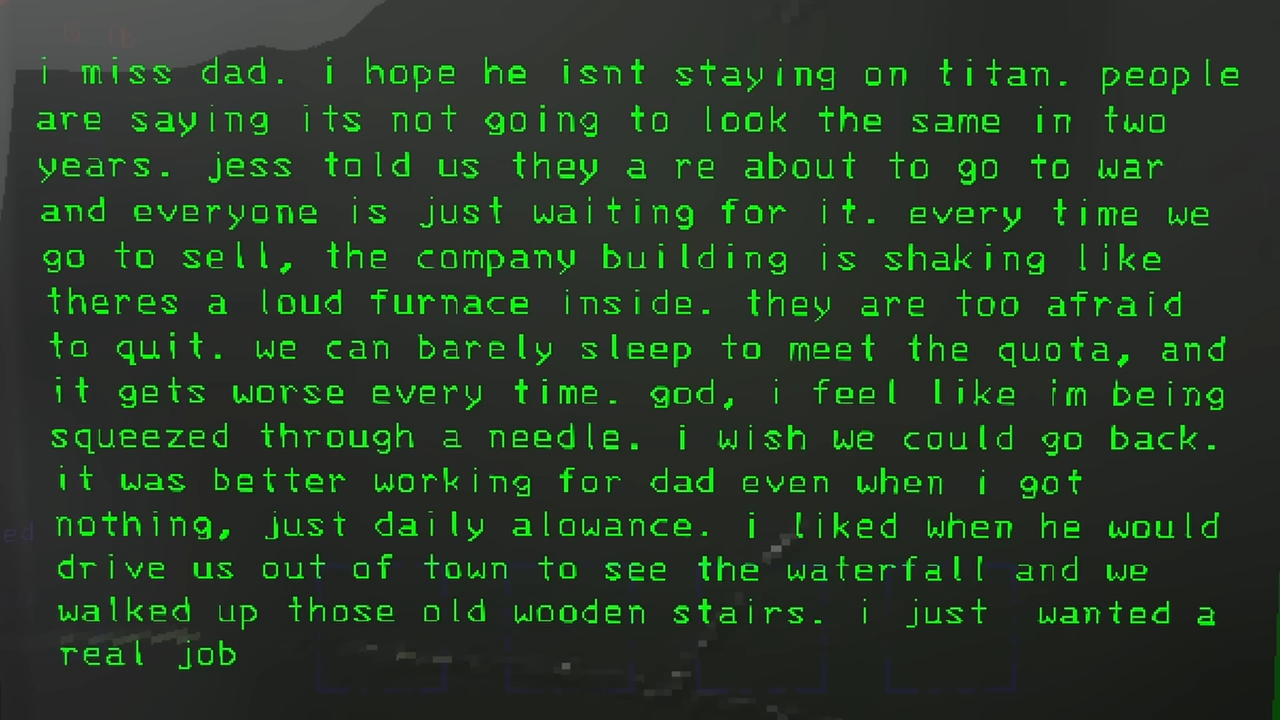 i miss dad. i hope he isnt staying on titan. people
are saying its not going to look the same in two
years. jess told us they a re about to go to war
and everyone is just waiting for it. every time we
go to sell, the company building is shaking like
theres a loud furnace inside. they are too afraid
to quit. we can barely sleep to meet the quota, and
it gets worse every time. god, i feel like im being
squeezed through a needle. i wish we could go back.
it was better working for dad even when i got
nothing, just daily alowance. i liked when he would
drive us out of town to see the waterfall and we
walked up those old wooden stairs. i just  wanted a
real job